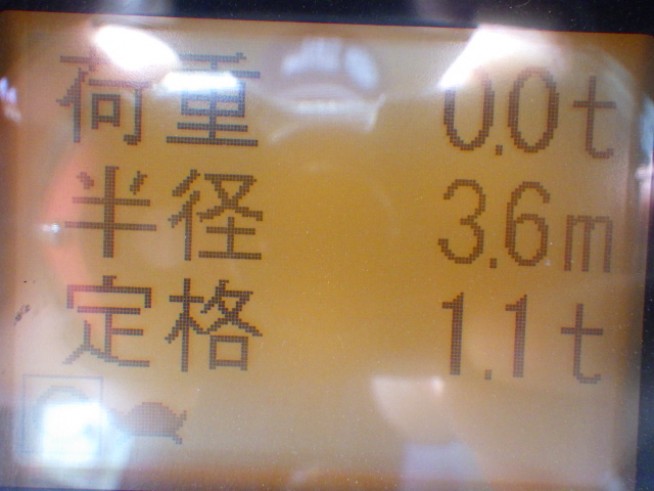 荷重 0.0t
半径 3.6m
定格 1.1t